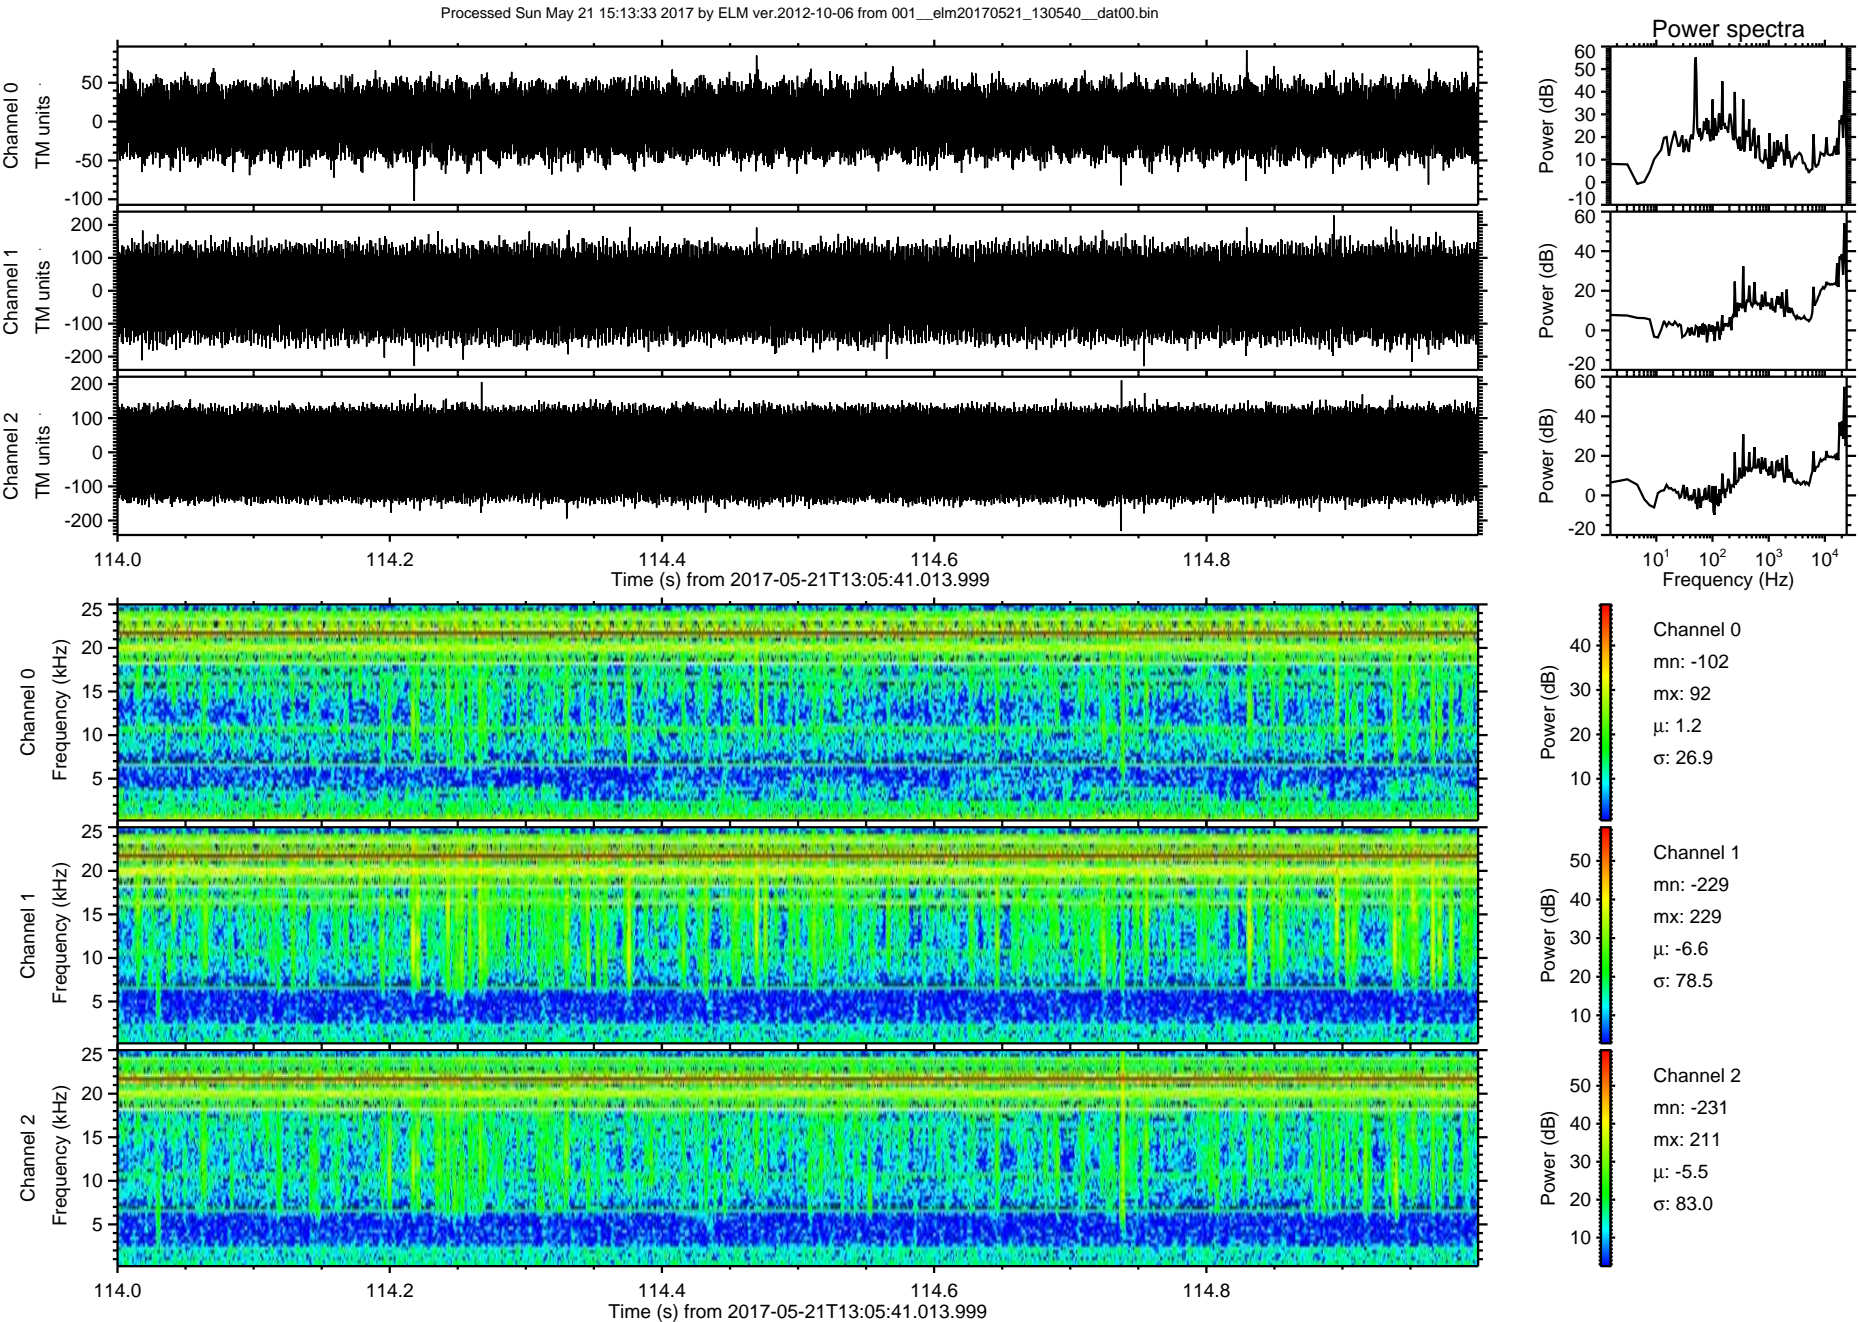 Processed Sun May 21 15:13:33 2017 by ELM ver.2012-10-06 from 001__elm20170521_130540__dat00.bin
Power spectra
Channel 0
TM units
50
0
-50
-100
Power (dB)
60
50
40
30
20
10
0
-10
Channel 1
TM units
200
100
0
-100
-200
Power (dB)
60
40
20
0
-20
Channel 2
TM units
200
100
0
-100
-200
Power (dB)
60
40
20
0
-20
114.0 114.2 114.4 114.6 114.8
Time (s) from 2017-05-21T13:05:41.013.999
10^1 10^2 10^3 10^4
Frequency (Hz)
Channel 0
Frequency (kHz)
25
20
15
10
5
Power (dB)
40
30
20
10
Channel 0
mn: -102
mx: 92
μ: 1.2
σ: 26.9
Channel 1
Frequency (kHz)
25
20
15
10
5
Power (dB)
50
40
30
20
10
Channel 1
mn: -229
mx: 229
μ: -6.6
σ: 78.5
Channel 2
Frequency (kHz)
25
20
15
10
5
Power (dB)
50
40
30
20
10
Channel 2
mn: -231
mx: 211
μ: -5.5
σ: 83.0
114.0 114.2 114.4 114.6 114.8
Time (s) from 2017-05-21T13:05:41.013.999